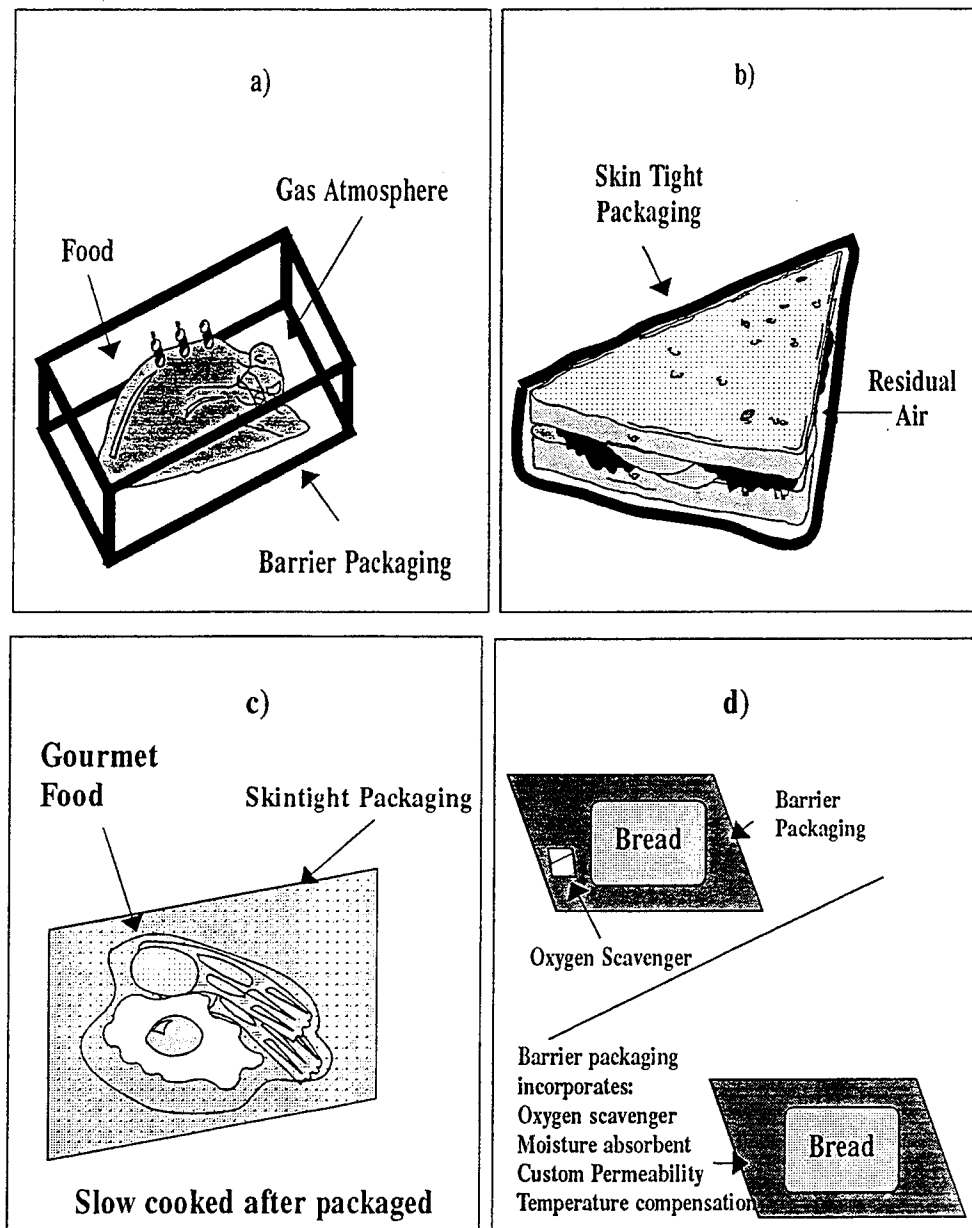 a)
Gas Atmosphere
Food
Barrier Packaging
b)
Skin Tight
Packaging
Residual
Air
c)
Gourmet
Food
Skintight Packaging
Slow cooked after packaged
d)
Barrier
Packaging
Bread
Oxygen Scavenger
Barrier packaging
incorporates:
Oxygen scavenger
Moisture absorbent
Custom Permeability
Temperature compensation
Bread